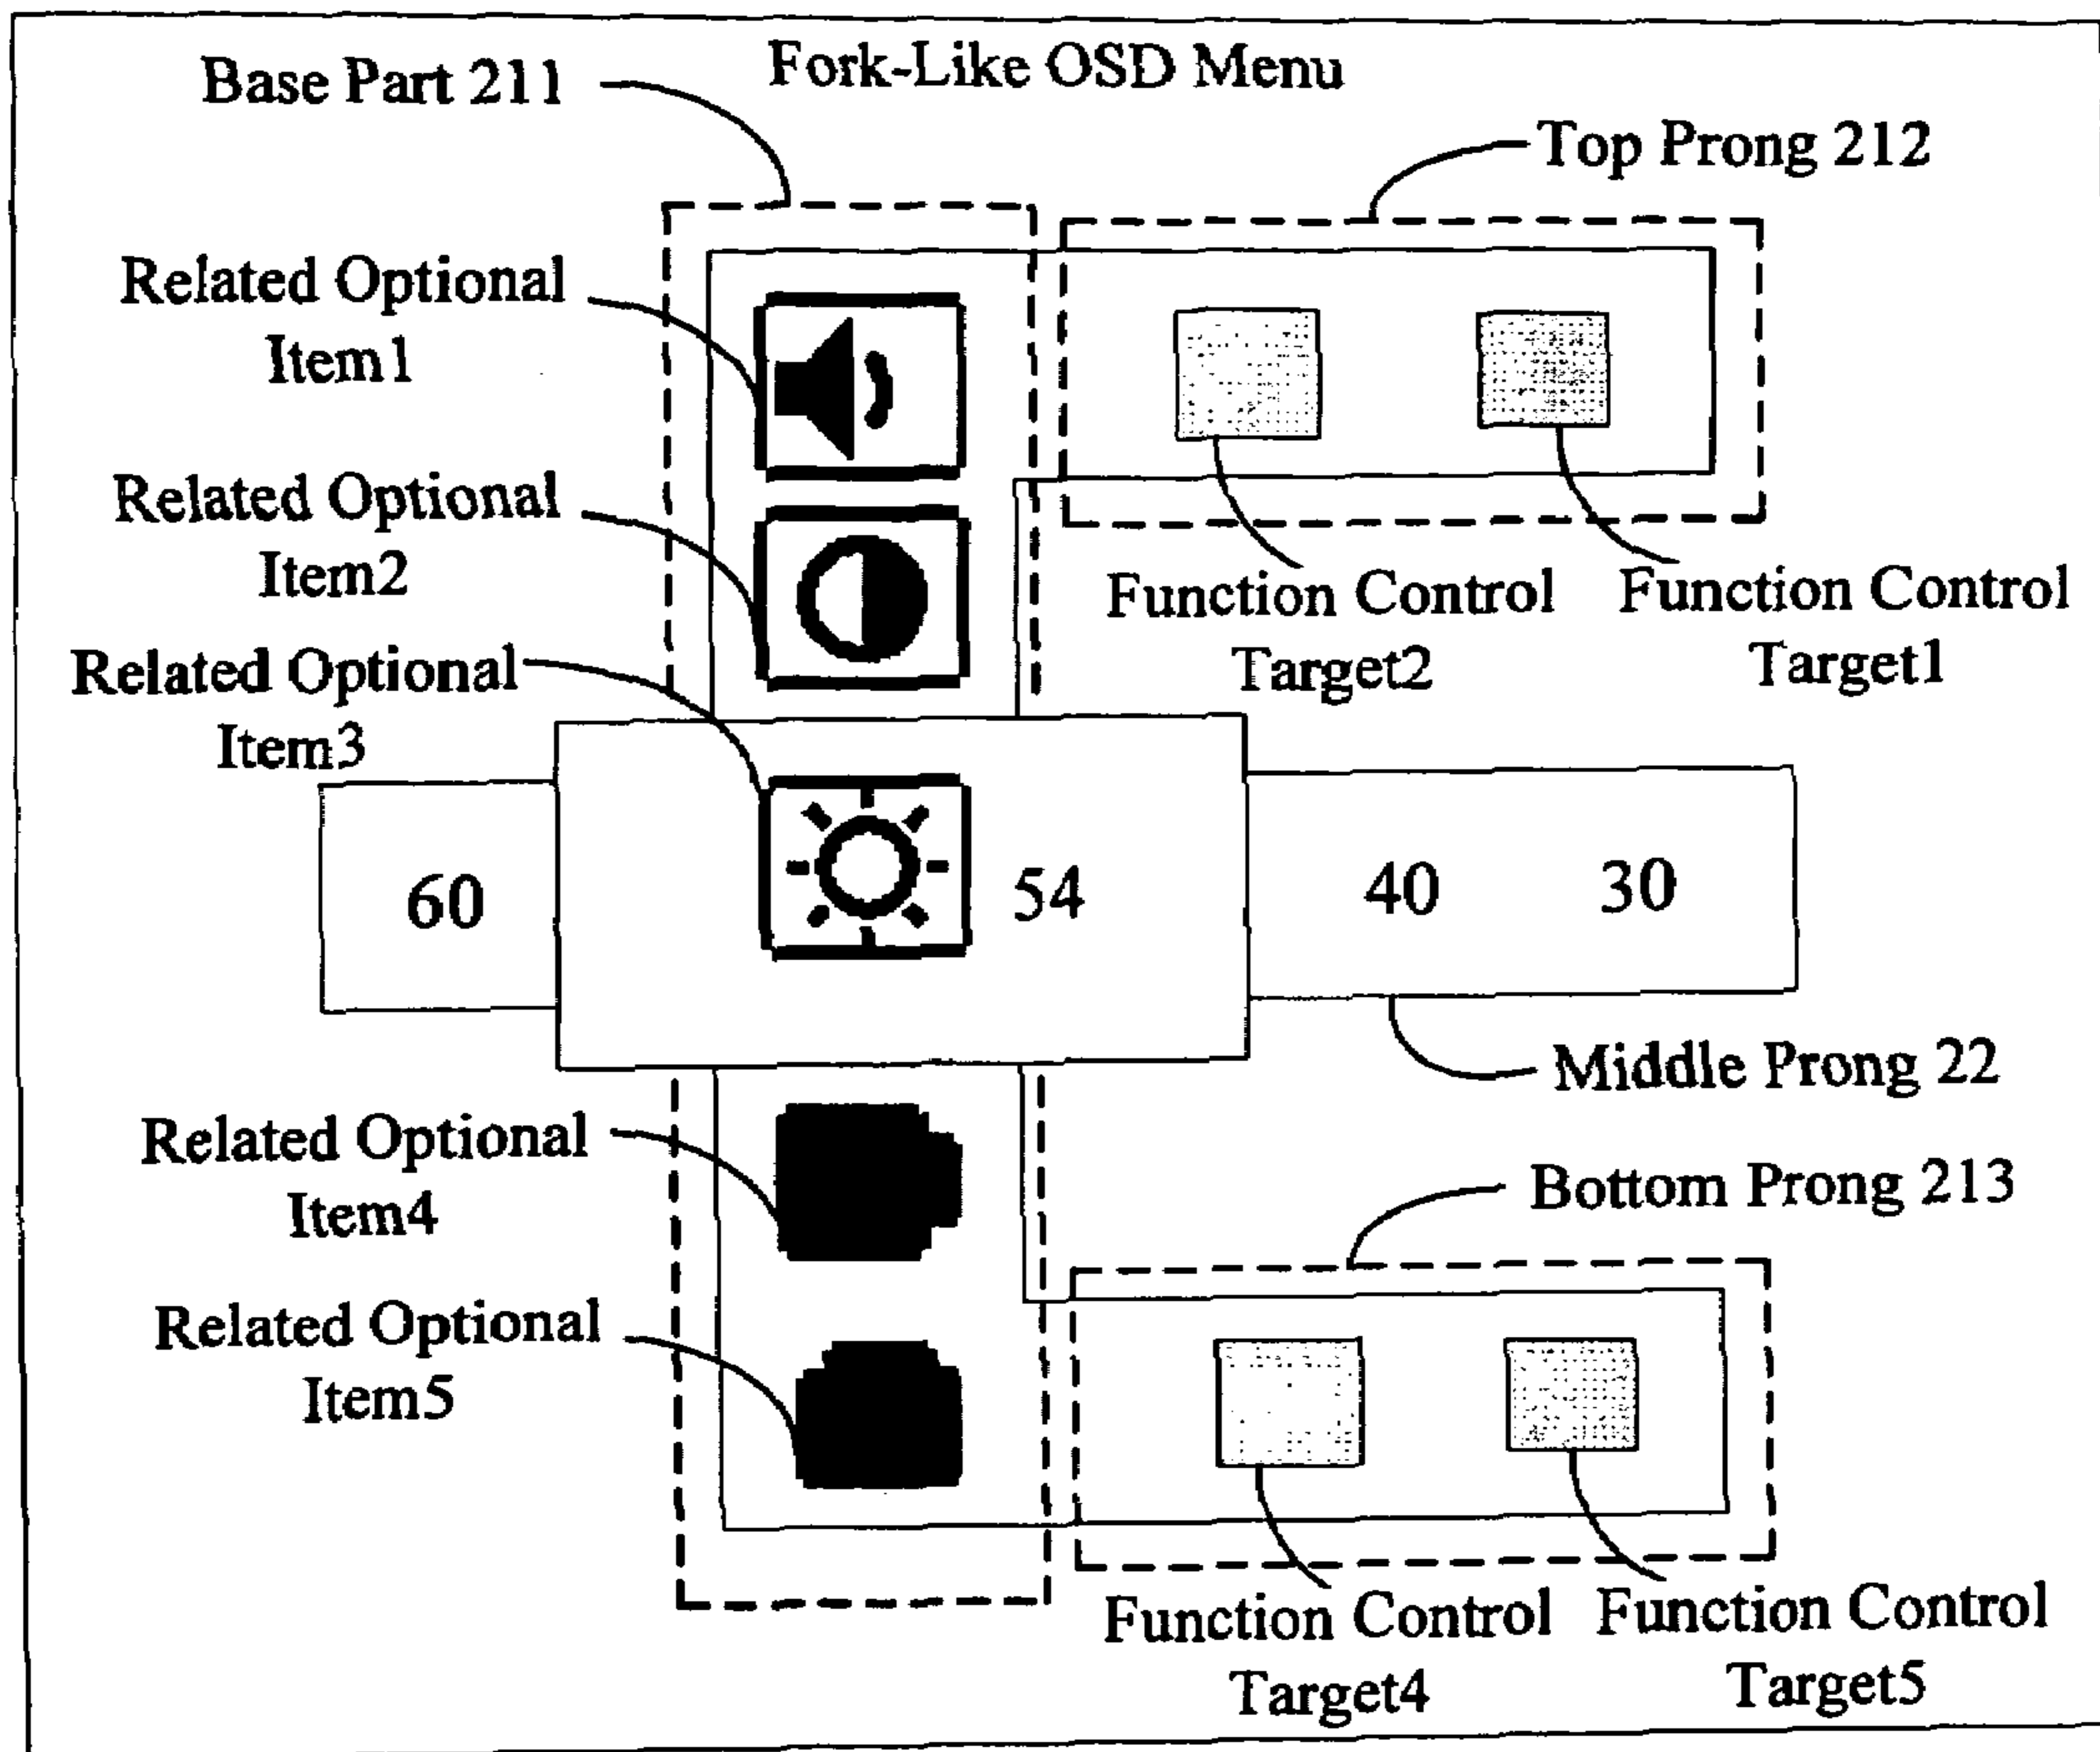 Fork-Like OSD Menu
Base Part 211
Top Prong 212
Related Optional
Item1
Related Optional
Item2
Function Control
Target2
Function Control
Target1
Related Optional
Item3
60
54
40
30
Middle Prong 22
Related Optional
Item4
Bottom Prong 213
Related Optional
Item5
Function Control
Target4
Function Control
Target5